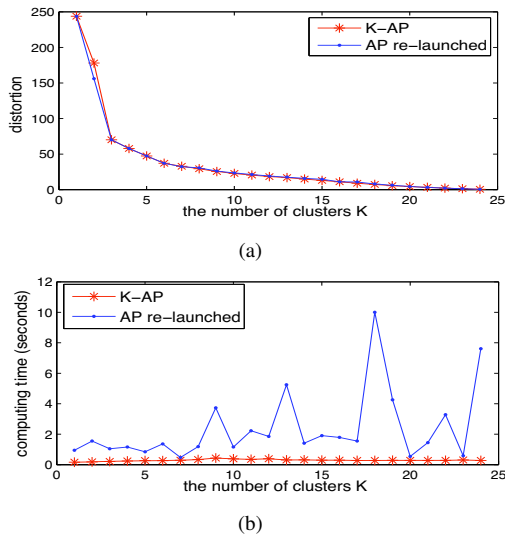 250
200
150
100
50
0
distortion
K-AP
AP re-launched
0 5 10 15 20 25
the number of clusters K
(a)
12
10
8
6
4
2
0
computing time (seconds)
K-AP
AP re-launched
0 5 10 15 20 25
the number of clusters K
(b)